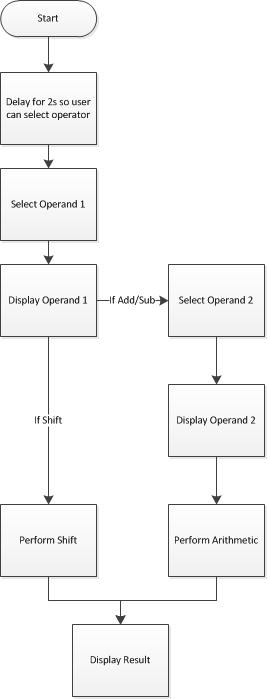 Start
Delay for 2s so user
can select operator
Select Operand 1
Display Operand 1
If Add/Sub
Select Operand 2
Display Operand 2
If Shift
Perform Shift
Perform Arithmetic
Display Result